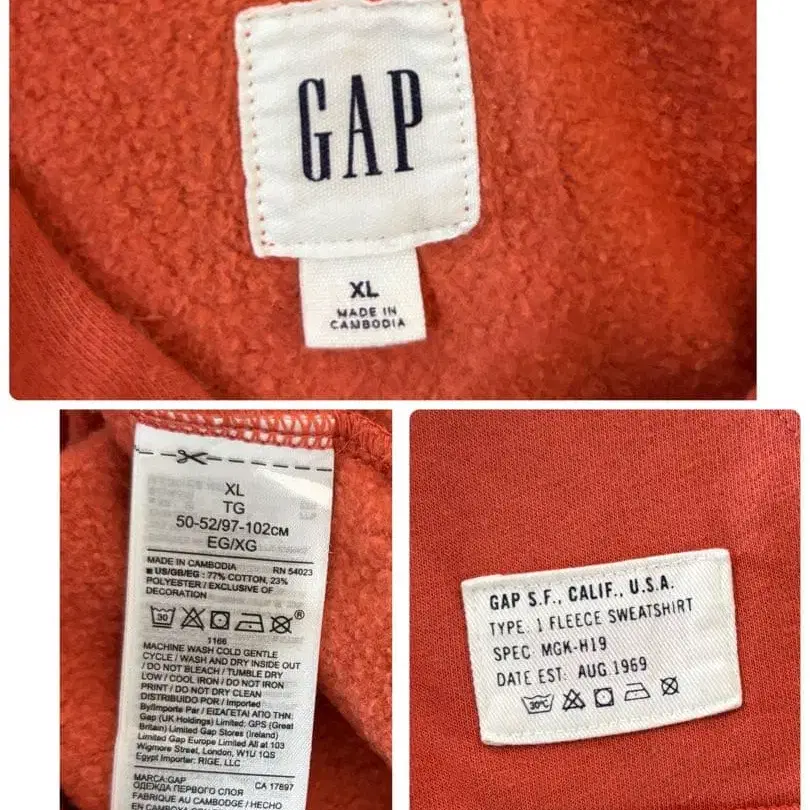 GAP
XL
MADE IN
CAMBODIA
XL
TG
50-52/97-102CM
EG/XG
MADE IN CAMBODIA RN 54023
■ US/GB/EG : 77% COTTON, 23%
POLYESTER / EXCLUSIVE OF
DECORATION
30 ®
1166
MACHINE WASH COLD GENTLE
CYCLE / WASH AND DRY INSIDE OUT
/ DO NOT BLEACH / TUMBLE DRY
LOW / COOL IRON / DO NOT IRON
PRINT / DO NOT DRY CLEAN
DISTRIBUIDO POR / Imported
By/Importe Par / ΕΙΣΑΓΕΤΑΙ ΑΠΟ ΤΗΝ:
Gap (UK Holdings) Limited; GPS (Great
Britain) Limited Gap Stores (Ireland)
Limited Gap Europe Limited All at 103
Wigmore Street, London, W1U 1QS
Egypt Importer: RIGE, LLC
MARCA:GAP CA 17897
ОДЕЖДА ПЕРВОГО СЛОЯ
FABRIQUE AU CAMBODGE / HECHO
GAP S.F., CALIF., U.S.A.
TYPE: 1 FLEECE SWEATSHIRT
SPEC MGK-H19
DATE EST: AUG.1969
30°C